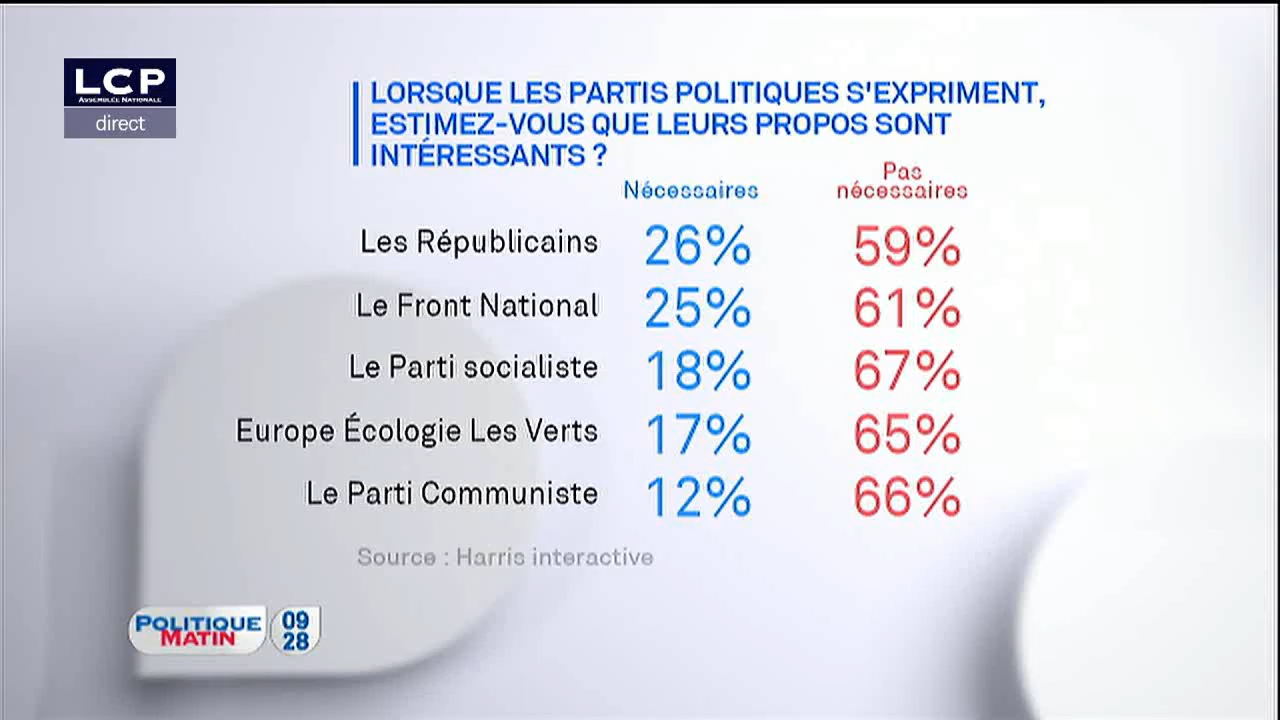 LCP
ASSEMBLÉE NATIONALE
direct
LORSQUE LES PARTIS POLITIQUES S'EXPRIMENT,
ESTIMEZ-VOUS QUE LEURS PROPOS SONT
INTÉRESSANTS ?
Nécessaires
Pas
nécessaires
Les Républicains 26% 59%
Le Front National 25% 61%
Le Parti socialiste 18% 67%
Europe Écologie Les Verts 17% 65%
Le Parti Communiste 12% 66%
Source : Harris interactive
POLITIQUE
MATIN
09
28